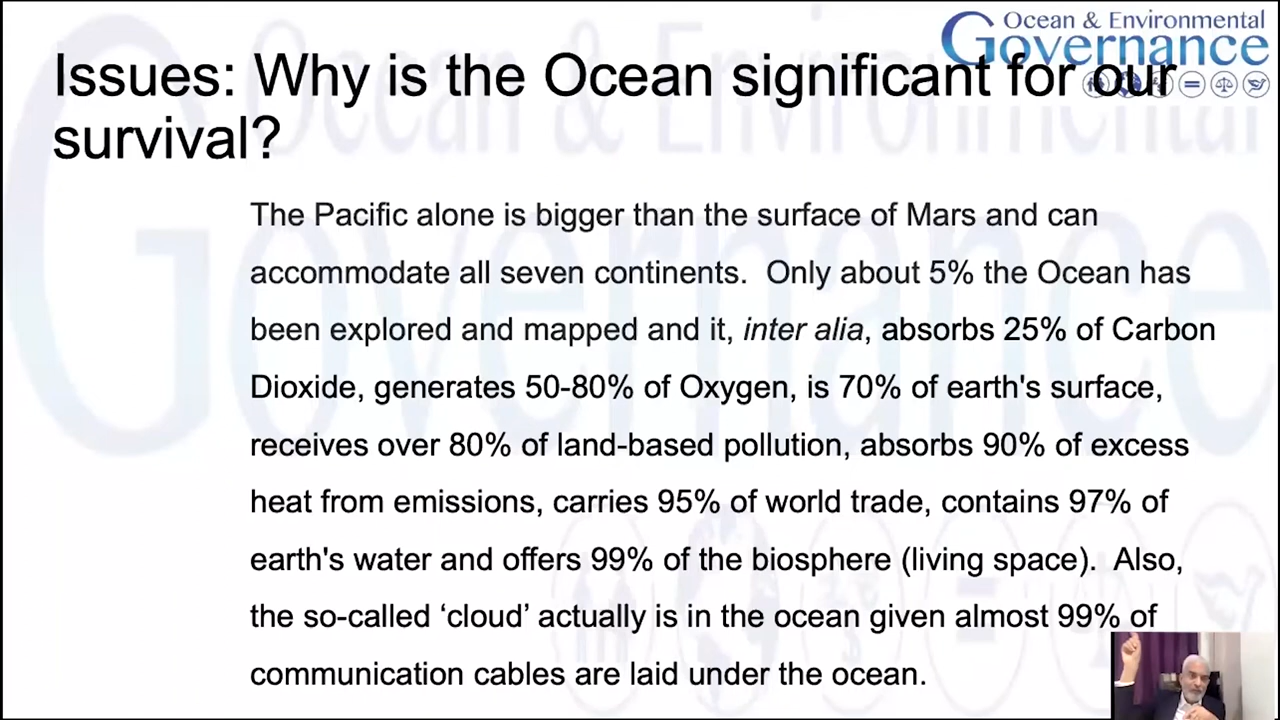 Ocean & Environmental
Governance
Issues: Why is the Ocean significant for our
survival?
The Pacific alone is bigger than the surface of Mars and can
accommodate all seven continents.  Only about 5% the Ocean has
been explored and mapped and it, inter alia, absorbs 25% of Carbon
Dioxide, generates 50-80% of Oxygen, is 70% of earth's surface,
receives over 80% of land-based pollution, absorbs 90% of excess
heat from emissions, carries 95% of world trade, contains 97% of
earth's water and offers 99% of the biosphere (living space).  Also,
the so-called ‘cloud’ actually is in the ocean given almost 99% of
communication cables are laid under the ocean.
Ocean & Environmental
Governance